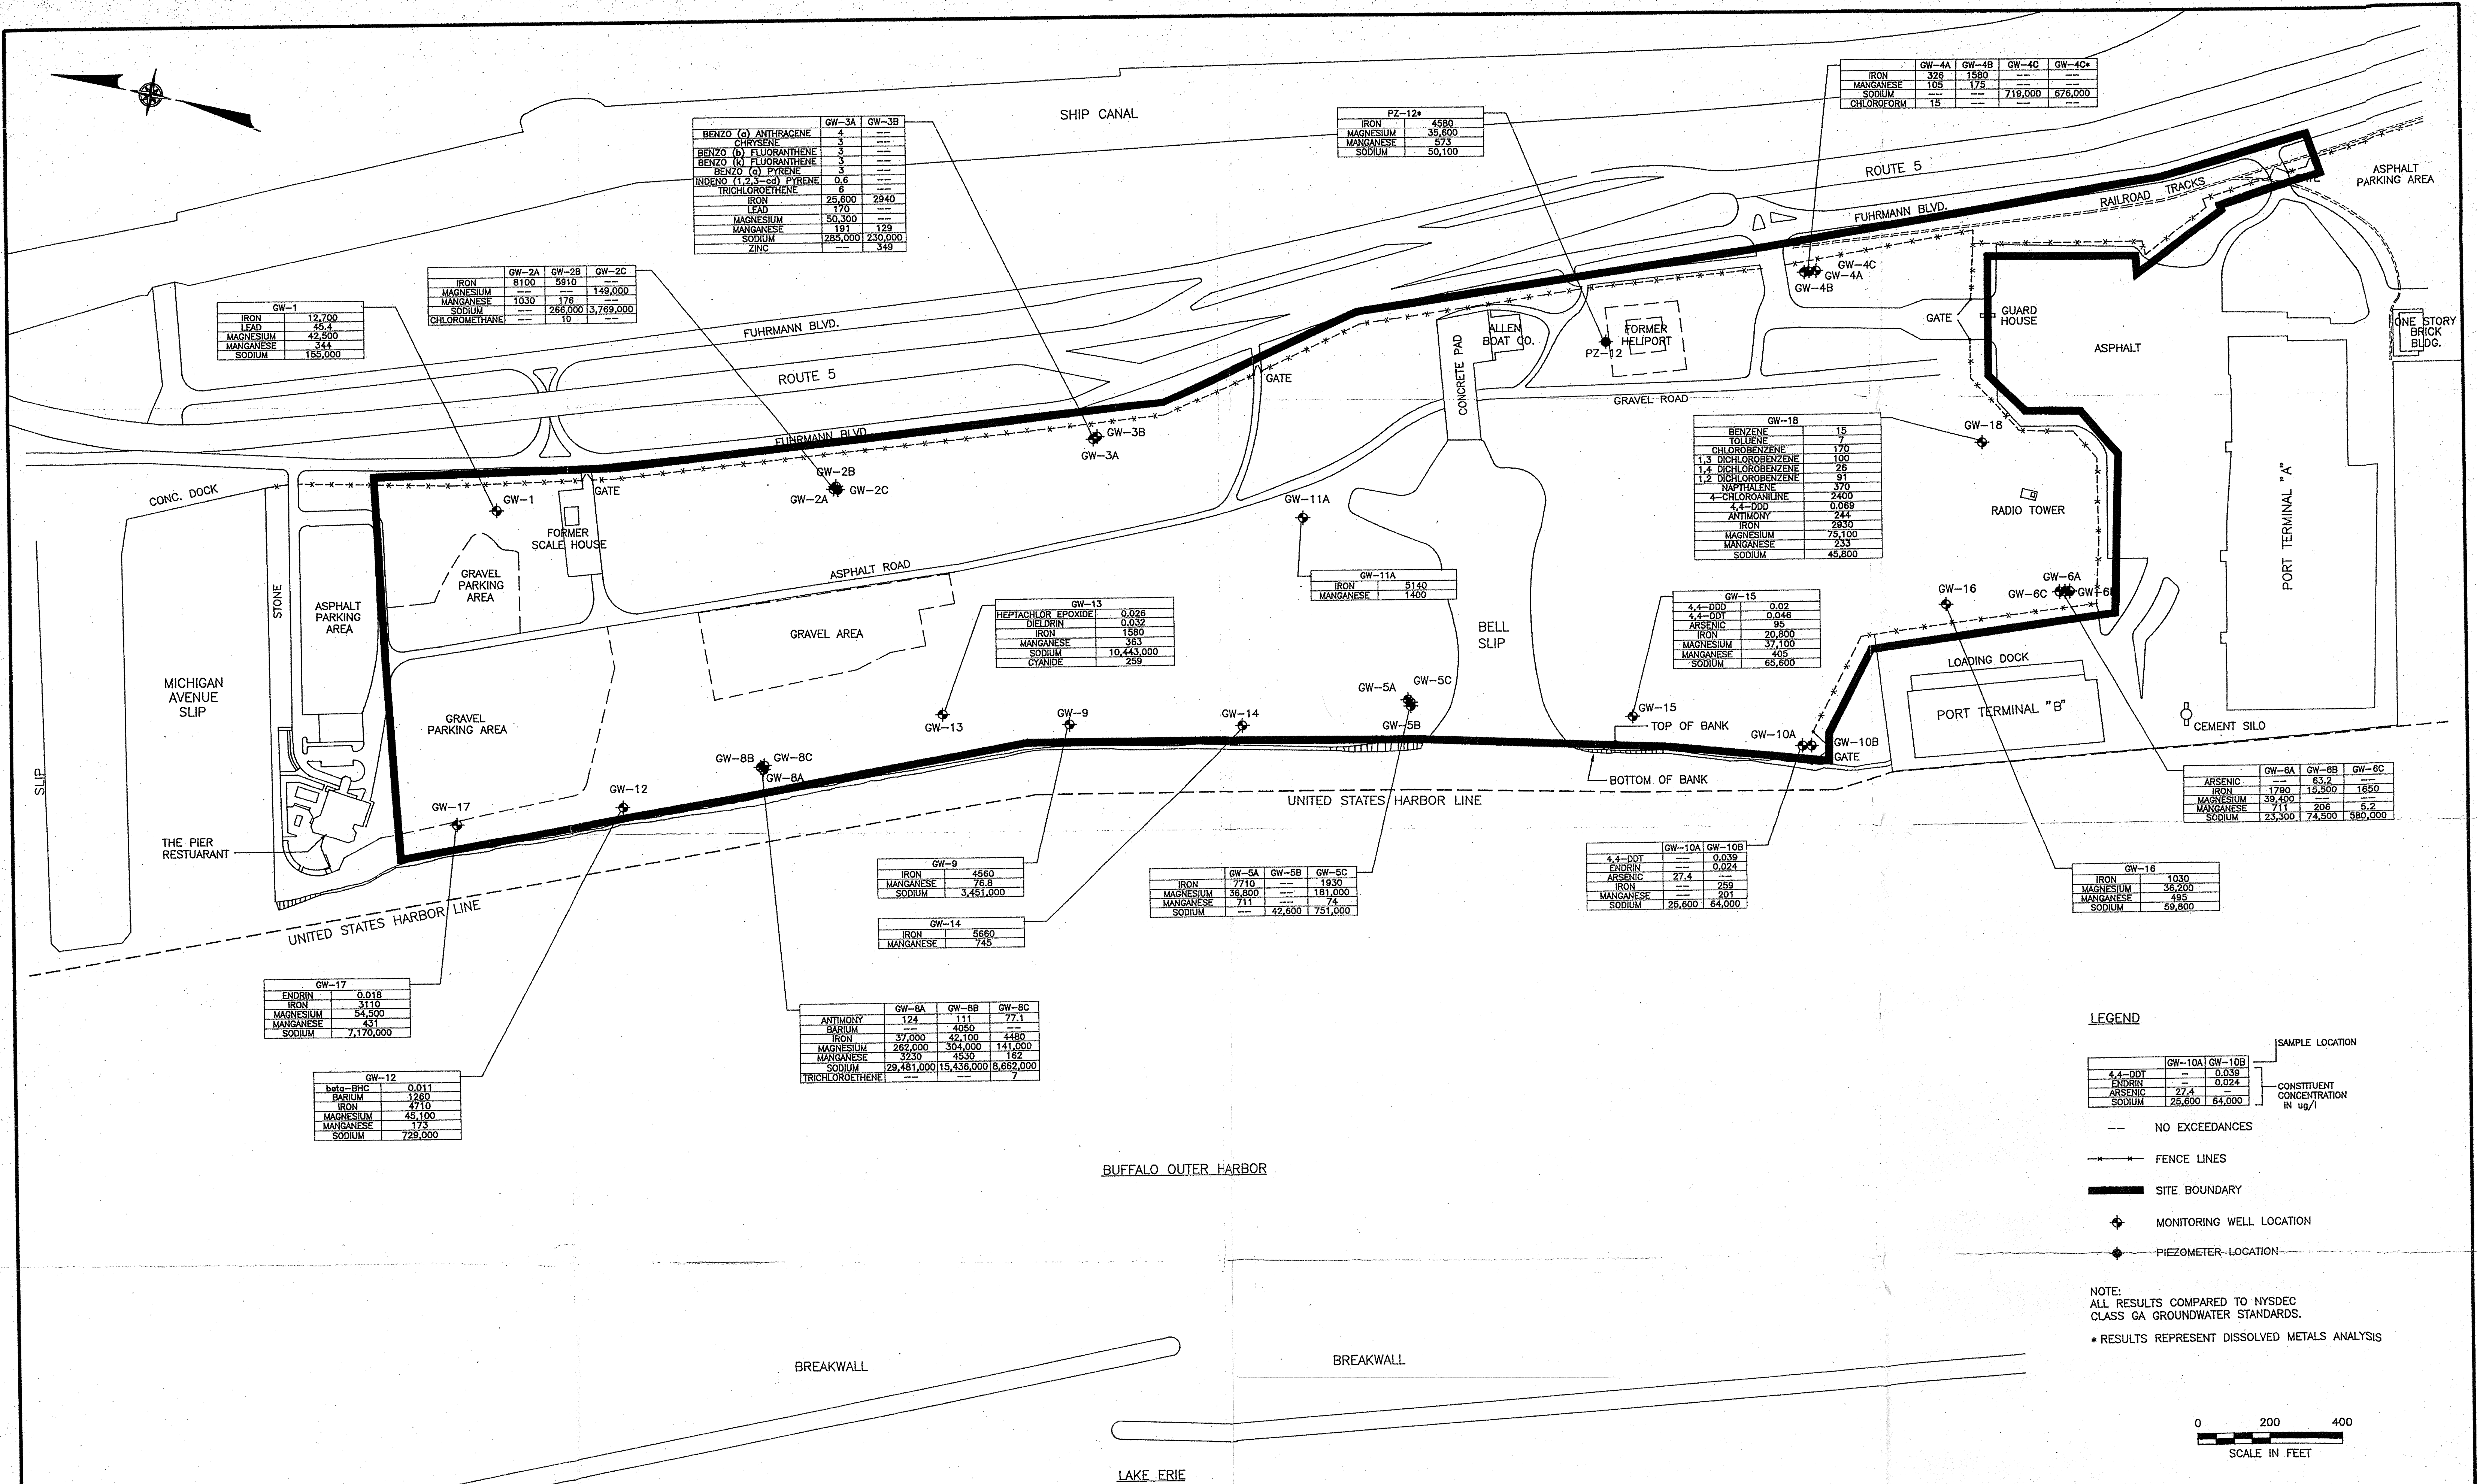 SHIP CANAL
GW-4A GW-4B GW-4C GW-4C*
IRON 326 1580 -- --
MANGANESE 105 175 -- --
SODIUM -- -- 719,000 676,000
CHLOROFORM 15 -- -- --
PZ-12*
IRON 4580
MAGNESIUM 35,600
MANGANESE 573
SODIUM 50,100
GW-3A GW-3B
BENZO (a) ANTHRACENE 4 --
CHRYSENE 3 --
BENZO (b) FLUORANTHENE 3 --
BENZO (k) FLUORANTHENE 3 --
BENZO (a) PYRENE 3 --
INDENO (1,2,3-cd) PYRENE 0.6 --
TRICHLOROETHENE 6 --
IRON 25,600 2940
LEAD 170 --
MAGNESIUM 50,300 --
MANGANESE 191 129
SODIUM 285,000 230,000
ZINC -- 349
GW-2A GW-2B GW-2C
IRON 8100 5910 --
MAGNESIUM -- -- 149,000
MANGANESE 1030 176 --
SODIUM -- 266,000 3,769,000
CHLOROMETHANE -- 10 --
GW-1
IRON 12,700
LEAD 45.4
MAGNESIUM 42,500
MANGANESE 344
SODIUM 155,000
ROUTE 5
FUHRMANN BLVD.
RAILROAD TRACKS
ASPHALT
PARKING AREA
GW-4C
GW-4A
GW-4B
GATE
GUARD
HOUSE
ASPHALT
ONE STORY
BRICK
BLDG.
FUHRMANN BLVD.
ROUTE 5
FUHRMANN BLVD.
GATE
CONCRETE PAD
ALLEN
BOAT CO.
PZ-12
FORMER
HELIPORT
GRAVEL ROAD
GW-3B
GW-3A
GW-2B
GW-2A
GW-2C
GATE
GW-1
FORMER
SCALE HOUSE
CONC. DOCK
STONE
ASPHALT
PARKING
AREA
GRAVEL
PARKING
AREA
ASPHALT ROAD
GRAVEL AREA
GW-11A
GW-11A
IRON 5140
MANGANESE 1400
GW-18
BENZENE 15
TOLUENE 7
CHLOROBENZENE 170
1,3 DICHLOROBENZENE 100
1,4 DICHLOROBENZENE 26
1,2 DICHLOROBENZENE 91
NAPTHALENE 370
4-CHLOROANILINE 2400
4,4-DDD 0.069
ANTIMONY 244
IRON 2930
MAGNESIUM 75,100
MANGANESE 233
SODIUM 45,800
GW-18
RADIO TOWER
PORT TERMINAL "A"
GW-13
HEPTACHLOR EPOXIDE 0.026
DIELDRIN 0.032
IRON 1580
MANGANESE 363
SODIUM 10,443,000
CYANIDE 259
GW-15
4,4-DDD 0.02
4,4-DDT 0.046
ARSENIC 95
IRON 20,800
MAGNESIUM 37,100
MANGANESE 405
SODIUM 65,600
GW-16
GW-6A
GW-6C
BELL
SLIP
LOADING DOCK
PORT TERMINAL "B"
CEMENT SILO
MICHIGAN
AVENUE
SLIP
SLIP
GRAVEL
PARKING AREA
GW-13
GW-9
GW-14
GW-5A
GW-5C
GW-5B
GW-15
TOP OF BANK
GW-10A
GW-10B
GATE
BOTTOM OF BANK
GW-8B
GW-8C
GW-8A
GW-12
GW-17
THE PIER
RESTUARANT
UNITED STATES HARBOR LINE
UNITED STATES HARBOR LINE
GW-6A GW-6B GW-6C
ARSENIC -- 63.2 --
IRON 1790 15,500 1650
MAGNESIUM 39,400 -- --
MANGANESE 711 206 5.2
SODIUM 23,300 74,500 580,000
GW-9
IRON 4560
MANGANESE 76.8
SODIUM 3,451,000
GW-14
IRON 5660
MANGANESE 745
GW-5A GW-5B GW-5C
IRON 7710 -- 1930
MAGNESIUM 36,800 -- 181,000
MANGANESE 711 -- 74
SODIUM -- 42,600 751,000
GW-10A GW-10B
4,4-DDT -- 0.039
ENDRIN -- 0.024
ARSENIC 27.4 --
IRON -- 259
MANGANESE -- 201
SODIUM 25,600 64,000
GW-16
IRON 1030
MAGNESIUM 36,200
MANGANESE 495
SODIUM 59,800
GW-17
ENDRIN 0.018
IRON 3110
MAGNESIUM 54,500
MANGANESE 431
SODIUM 7,170,000
GW-12
beta-BHC 0.011
BARIUM 1260
IRON 4710
MAGNESIUM 45,100
MANGANESE 173
SODIUM 729,000
GW-8A GW-8B GW-8C
ANTIMONY 124 111 77.1
BARIUM -- 4050 --
IRON 37,000 42,100 4480
MAGNESIUM 262,000 304,000 141,000
MANGANESE 3230 4530 162
SODIUM 29,481,000 15,436,000 8,662,000
TRICHLOROETHENE -- -- 7
LEGEND
SAMPLE LOCATION
GW-10A GW-10B
4,4-DDT - 0.039
ENDRIN - 0.024
ARSENIC 27.4 -
SODIUM 25,600 64,000
CONSTITUENT
CONCENTRATION
IN ug/l
-- NO EXCEEDANCES
FENCE LINES
SITE BOUNDARY
MONITORING WELL LOCATION
PIEZOMETER LOCATION
NOTE:
ALL RESULTS COMPARED TO NYSDEC
CLASS GA GROUNDWATER STANDARDS.
* RESULTS REPRESENT DISSOLVED METALS ANALYSIS
BUFFALO OUTER HARBOR
BREAKWALL
BREAKWALL
LAKE ERIE
0 200 400
SCALE IN FEET